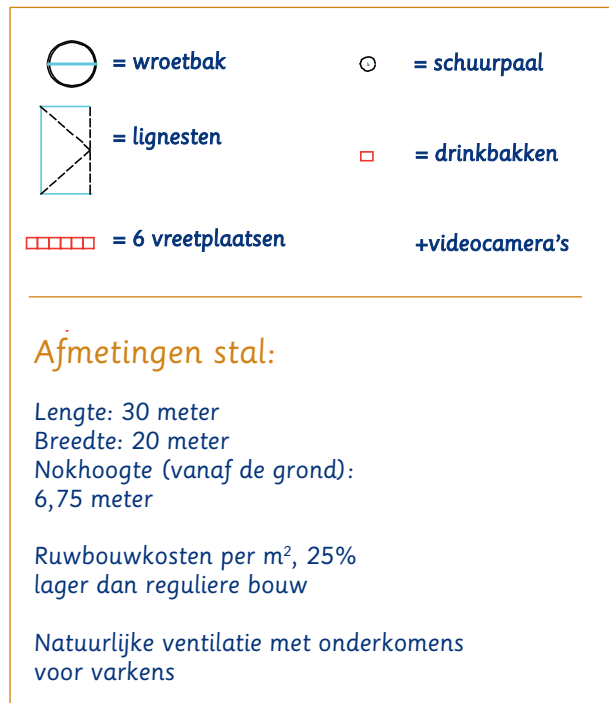 = wroetbak
= schuurpaal
= lignesten
= drinkbakken
= 6 vreetplaatsen
+videocamera's
Afmetingen stal:
Lengte: 30 meter
Breedte: 20 meter
Nokhoogte (vanaf de grond):
6,75 meter
Ruwbouwkosten per m², 25%
lager dan reguliere bouw
Natuurlijke ventilatie met onderkomens
voor varkens